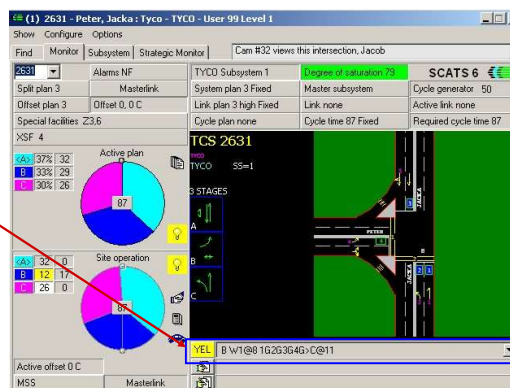 (1) 2631 - Peter, Jacka : Tyco - TYCO - User 99 Level 1
Show Configure Options
Find Monitor Subsystem Strategic Monitor Cam #32 views this intersection, Jacob
2631 Alarms NF TYCO Subsystem 1 Degree of saturation 79 SCATS 6
Split plan 3 Masterlink System plan 3 Fixed Master subsystem Cycle generator 50
Offset plan 3 Offset 0, 0 C Link plan 3 high Fixed Link none Active link none
Special facilities Z3,6 Cycle plan none Cycle time 87 Fixed Required cycle time 87
XSF 4
TCS 2631
TYCO
TYCO SS=1
3 STAGES
A
B
C
PETER
JACKA
Active plan
<A> 37% 32
B 33% 29
C 30% 26
87
Site operation
<A> 32 0
B 12 17
C 26 0
87
YEL B W1@8 1G2G3G4G>C@11
Active offset 0 C
MSS Masterlink